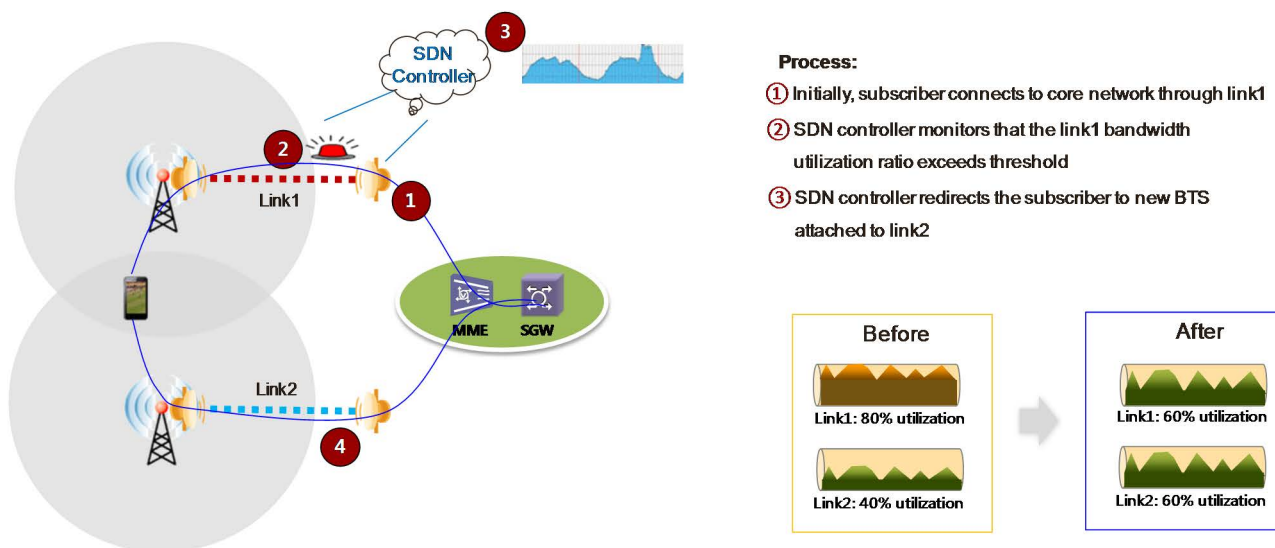 3
SDN
Controller
2
Link1
1
MME
SGW
Link2
4
Process:
1 Initially, subscriber connects to core network through link1
2 SDN controller monitors that the link1 bandwidth
utilization ratio exceeds threshold
3 SDN controller redirects the subscriber to new BTS
attached to link2
Before
Link1: 80% utilization
Link2: 40% utilization
After
Link1: 60% utilization
Link2: 60% utilization